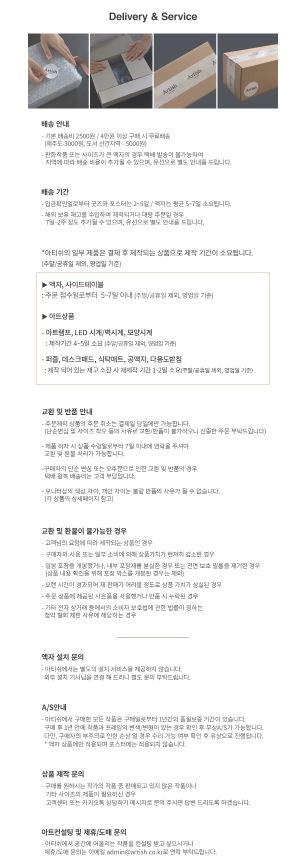 Delivery & Service
Artish
Artish
Artish
배송 안내
- 기본 배송비 2500원 / 4만원 이상 구매 시 무료배송
(제주도:3000원, 도서 산간지역 : 5000원)
- 판화작품 또는 사이즈가 큰 액자의 경우 택배 발송이 불가능하여
지역에 따라 배송 비용이 추가될 수 있으며, 유선으로 별도 안내를 드립니다.
배송 기간
- 입금확인일로부터 굿즈와 포스터는 2~5일 / 액자는 평균 5~7일 소요됩니다.
- 해외 보유 재고를 수입하여 제작되거나 대량 주문일 경우
7일~2주 정도 추가될 수 있으며, 유선으로 별도 안내를 드립니다.
*아티쉬의 일부 제품은 결제 후 제작되는 상품으로 제작 기간이 소요됩니다.
(주말/공휴일 제외, 영업일 기준)
▶ 액자, 사이드테이블
: 주문 접수일로부터 5~7일 이내 (주말/공휴일 제외, 영업일 기준)
▶ 아트상품
- 아트램프, LED 시계/벽시계, 모양시계
: 제작기간 4~5일 소요 (주말/공휴일 제외, 영업일 기준)
- 퍼즐, 데스크패드, 식탁매트, 공액자, 다용도받침
: 제작 되어 있는 재고 소진 시 재제작 기간 1~2일 소요(주말/공휴일 제외, 영업일 기준)
교환 및 반품 안내
- 주문제작 상품의 주문 취소는 결제일 당일에만 가능합니다.
(단순변심 및 사이즈 착오 등의 사유로 교환/반품이 불가하오니 신중한 주문 부탁드립니다)
- 제품 하자 시 상품 수령일로부터 7일 이내에 연락을 주셔야
교환 및 환불 처리가 가능합니다.
-구매자의 단순 변심 또는 오주문으로 인한 교환 및 반품의 경우
택배 왕복 배송비는 고객 부담입니다.
- 모니터상의 색상 차이, 개인 차이는 불량 반품의 사유가 될 수 없습니다.
(각 상품의 상세페이지 참고)
교환 및 환불이 불가능한 경우
- 고객님의 요청에 따라 제작되는 상품인 경우
- 구매자의 사용 또는 일부 소비에 의해 상품가치가 현저히 감소한 경우
- 일봉 포장을 개봉했거나, 내부 포장재를 분실한 경우 또는 전면 보호 필름을 제거한 경우
(상품 내용 확인을 위해 포장 박스를 개봉한 경우는 제외)
- 오랜 시간이 경과되어 재 판매가 어려울 정도로 상품 가치가 상실된 경우
- 주문 상품에 제공된 사은품을 사용했거나 반품 시 누락된 경우
- 기타 전자 상거래 등에서의 소비자 보호법에 관한 법률이 정하는
청약 철회 제한 사유에 해당하는 경우
액자 설치 문의
- 아티쉬에서는 별도의 설치 서비스를 제공하지 않습니다.
외부 설치 기사님을 연결 해 드리니 별도 문의 부탁드립니다.
A/S안내
- 아티쉬에서 구매한 모든 작품은 구매일로부터 1년간의 품질보증 기간이 있습니다.
구매 후 1년 안에 작품과 프레임의 변색/변형이 있는 경우 확인 후 무상A/S가 가능합니다.
다만, 구매자의 부주의로 인한 손상 일 경우 수리 가능 여부 확인 후 유상으로 진행됩니다.
* 액자 상품에만 적용되며 포스터에는 적용되지 않습니다.
상품 제작 문의
- 구매를 원하시는 작가의 작품 중 판매되고 있지 않은 작품이나
기타 사이즈의 제품이 필요하신 경우
고객센터 또는 카카오톡 상담하기 메시지로 문의 주시면 답변 드리도록 하겠습니다.
아트컨설팅 및 제휴/도매 문의
- 아티쉬에서 공간에 어울리는 작품을 컨설팅 받고 싶으시거나
제휴/도매 문의는 이메일 admin@artish.co.kr로 연락 부탁드립니다.